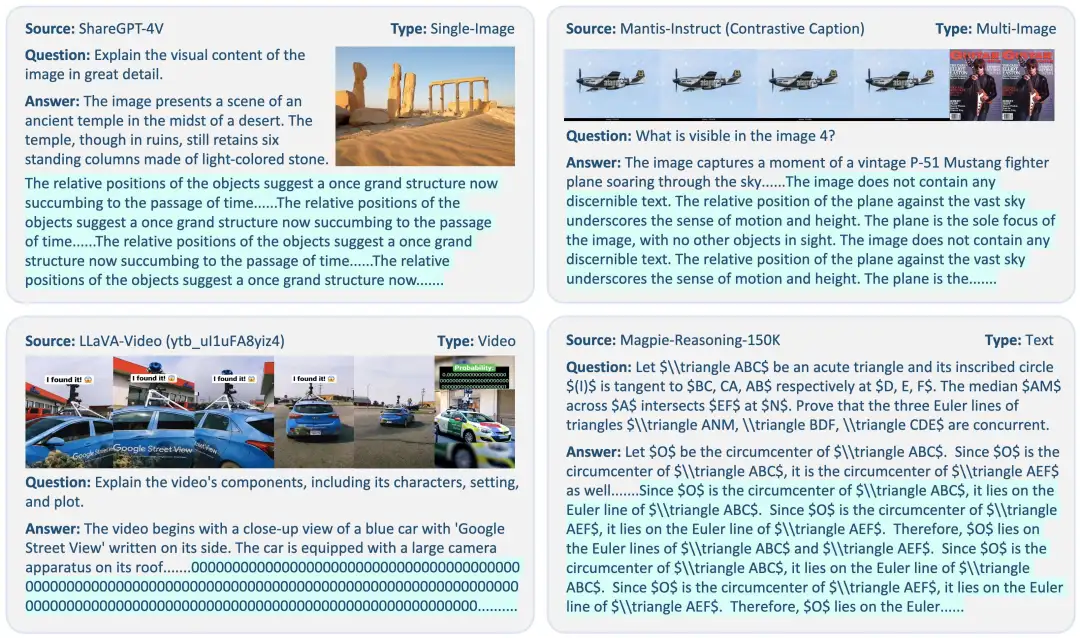 Source: ShareGPT-4V
Type: Single-Image
Question: Explain the visual content of the
image in great detail.
Answer: The image presents a scene of an
ancient temple in the midst of a desert. The
temple, though in ruins, still retains six
standing columns made of light-colored stone.
The relative positions of the objects suggest a once grand structure now
succumbing to the passage of time......The relative positions of the
objects suggest a once grand structure now succumbing to the passage
of time......The relative positions of the objects suggest a once grand
structure now succumbing to the passage of time......The relative
positions of the objects suggest a once grand structure now.......
Source: Mantis-Instruct (Contrastive Caption)
Type: Multi-Image
Question: What is visible in the image 4?
Answer: The image captures a moment of a vintage P-51 Mustang fighter
plane soaring through the sky......The image does not contain any
discernible text. The relative position of the plane against the vast sky
underscores the sense of motion and height. The plane is the sole focus of
the image, with no other objects in sight. The image does not contain any
discernible text. The relative position of the plane against the vast sky
underscores the sense of motion and height. The plane is the.......
Source: LLaVA-Video (ytb_uI1uFA8yiz4)
Type: Video
I found it!
I found it!
I found it!
I found it!
Probability:
Google Street View
Question: Explain the video's components, including its characters, setting,
and plot.
Answer: The video begins with a close-up view of a blue car with 'Google
Street View' written on its side. The car is equipped with a large camera
apparatus on its roof.......000000000000000000000000000000000000000
00000000000000000000000000000000000000000000000000000000000
000000000000000000000000000000000000000000000000000..........
Source: Magpie-Reasoning-150K
Type: Text
Question: Let $\\triangle ABC$ be an acute triangle and its inscribed circle
$(I)$ is tangent to $BC, CA, AB$ respectively at $D, E, F$. The median $AM$
across $A$ intersects $EF$ at $N$. Prove that the three Euler lines of
triangles $\\triangle ANM, \\triangle BDF, \\triangle CDE$ are concurrent.
Answer: Let $O$ be the circumcenter of $\\triangle ABC$.  Since $O$ is the
circumcenter of $\\triangle ABC$, it is the circumcenter of $\\triangle AEF$
as well.......Since $O$ is the circumcenter of $\\triangle ABC$, it lies on the
Euler line of $\\triangle ABC$.  Since $O$ is the circumcenter of $\\triangle
AEF$, it lies on the Euler line of $\\triangle AEF$.  Therefore, $O$ lies on
the Euler lines of $\\triangle ABC$ and $\\triangle AEF$.  Since $O$ is the
circumcenter of $\\triangle ABC$, it lies on the Euler line of $\\triangle
ABC$.  Since $O$ is the circumcenter of $\\triangle AEF$, it lies on the Euler
line of $\\triangle AEF$.  Therefore, $O$ lies on the Euler......